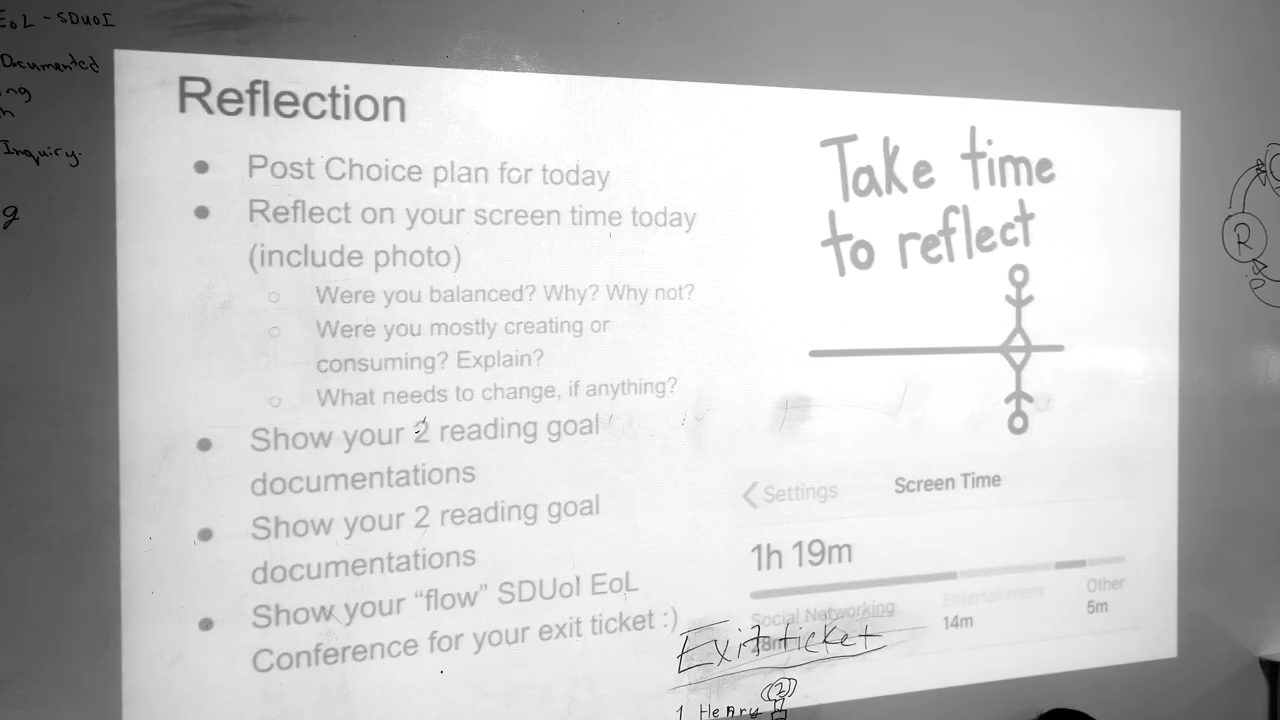 EoL - SDUoI
Documented
ng
Inquiry.
g
Reflection
Post Choice plan for today
Reflect on your screen time today
(include photo)
Were you balanced? Why? Why not?
Were you mostly creating or
consuming? Explain?
What needs to change, if anything?
Show your 2 reading goal
documentations
Show your 2 reading goal
documentations
Show your “flow” SDUoI EoL
Conference for your exit ticket :)
Take time
to reflect
Settings
Screen Time
1h 19m
Social Networking
Entertainment
14m
Other
5m
Exit ticket
(2)
1 Henry
R